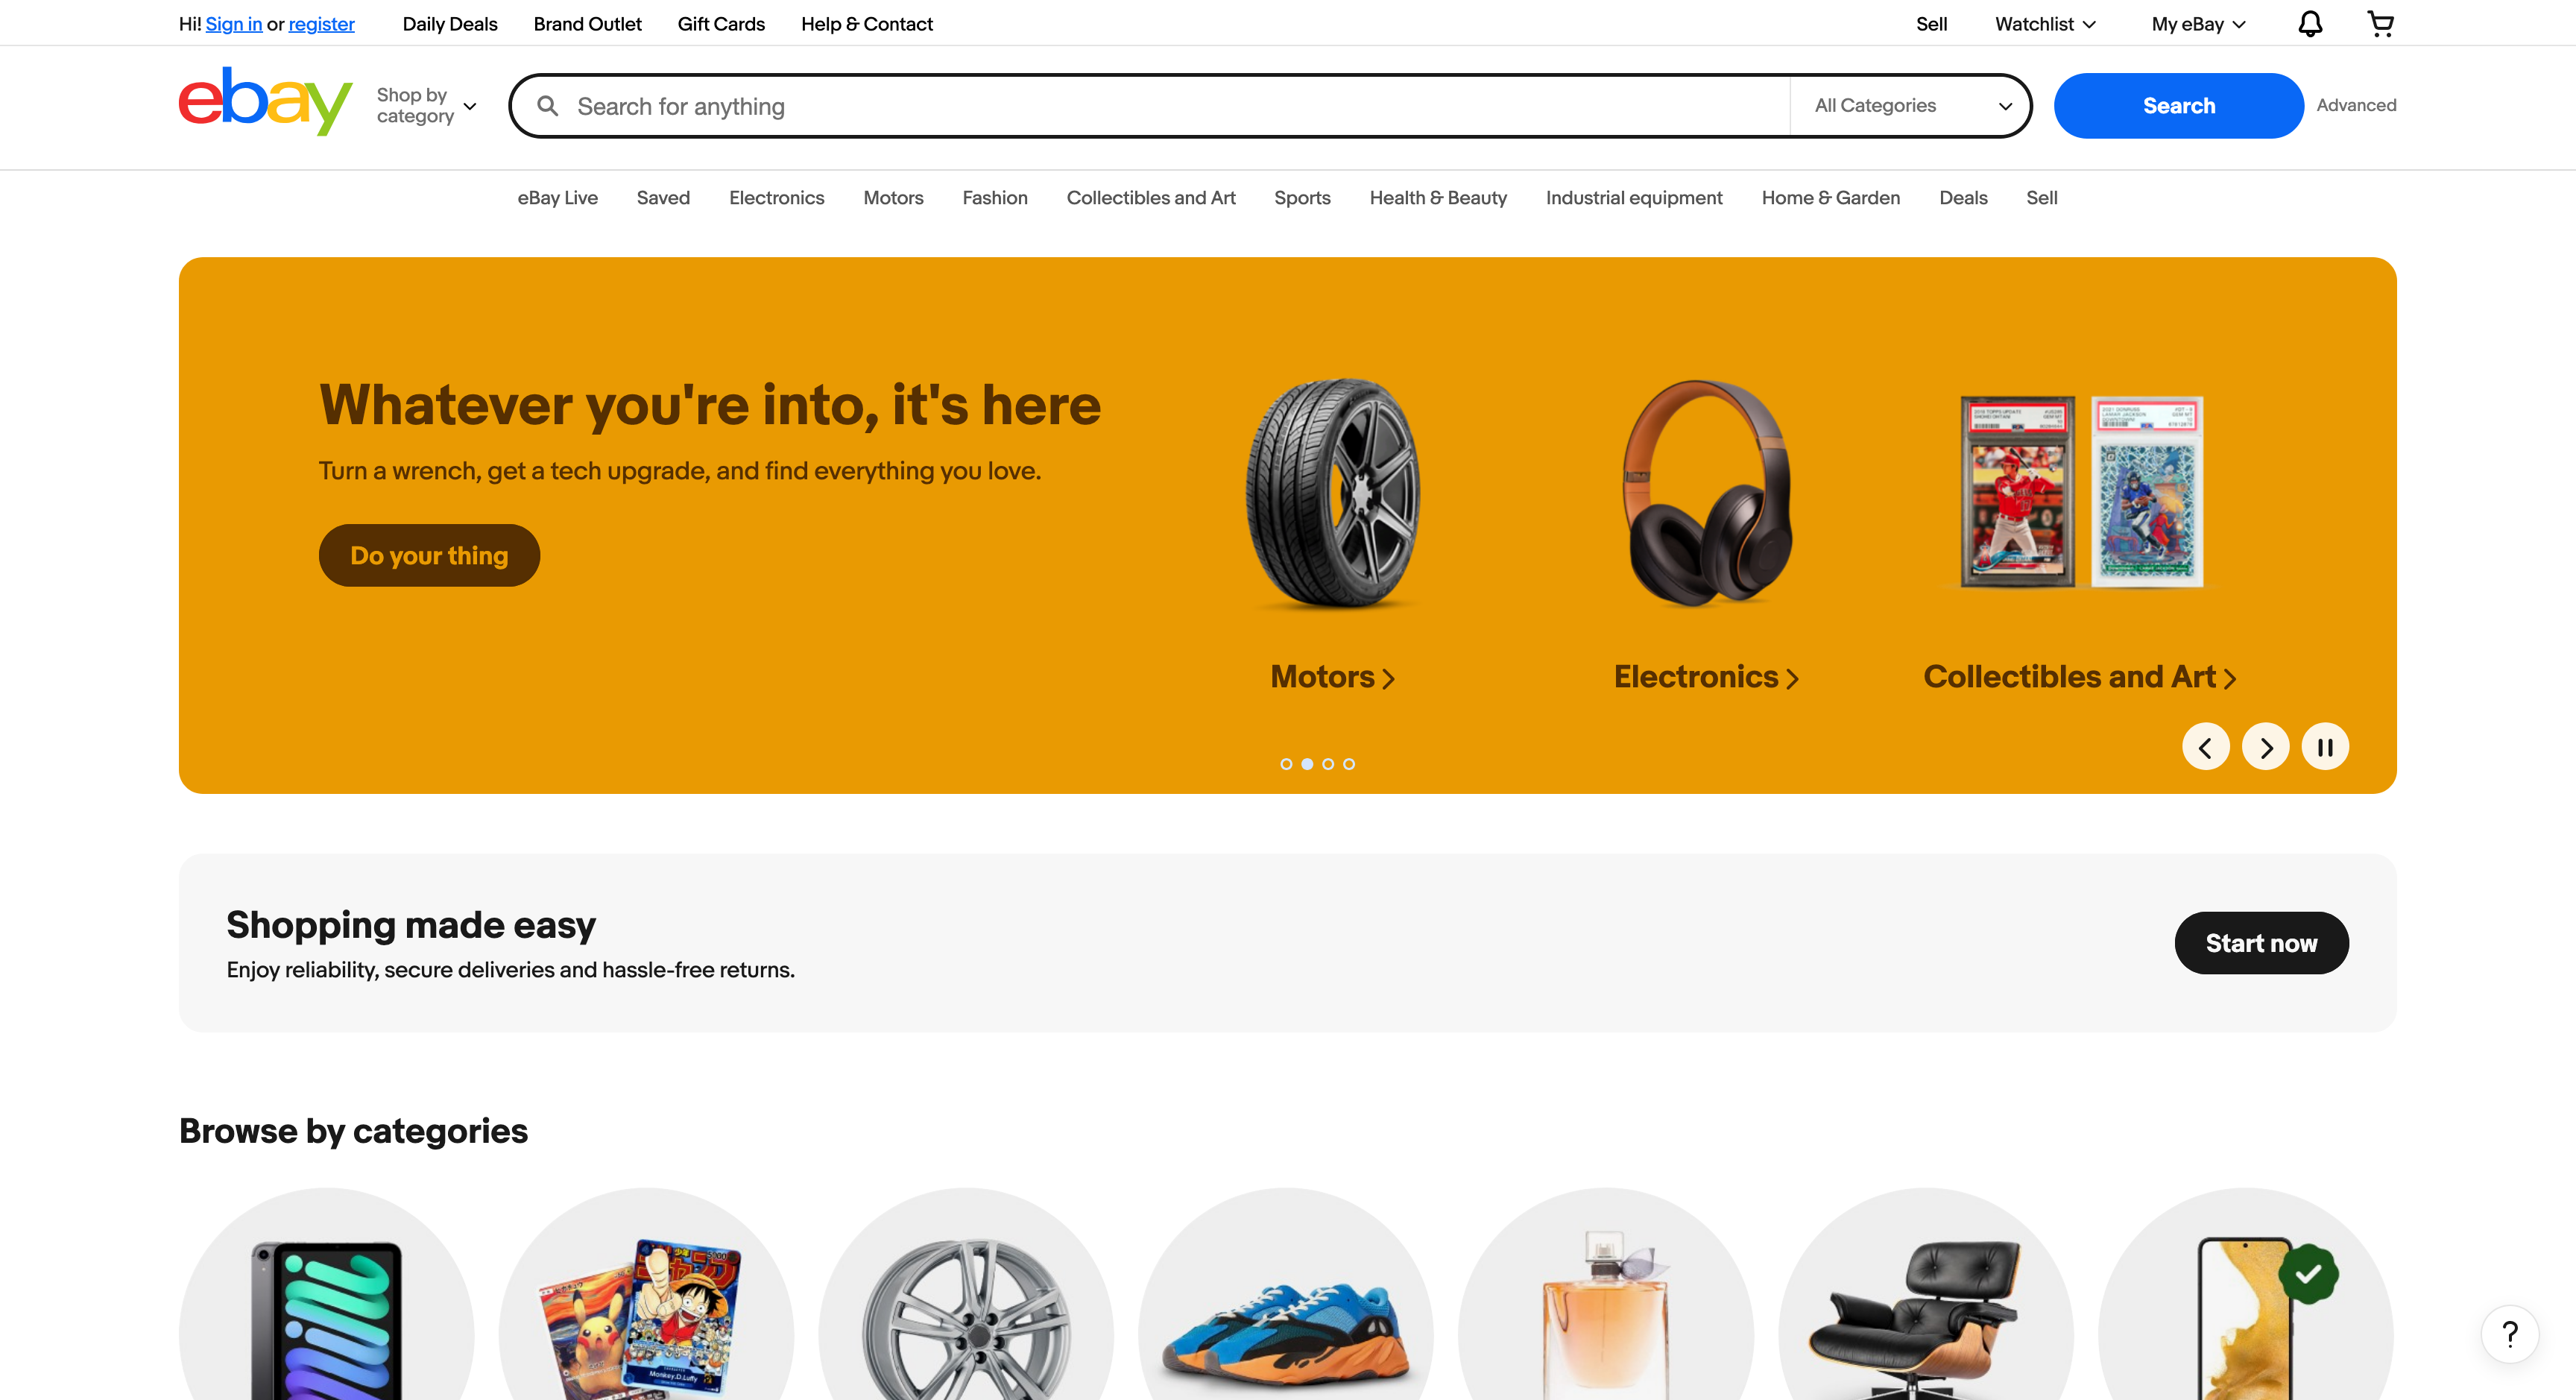 Hi! Sign in or register Daily Deals Brand Outlet Gift Cards Help & Contact Sell Watchlist My eBay
ebay
Shop by
category
Search for anything
All Categories
Search
Advanced
eBay Live Saved Electronics Motors Fashion Collectibles and Art Sports Health & Beauty Industrial equipment Home & Garden Deals Sell
Whatever you're into, it's here
Turn a wrench, get a tech upgrade, and find everything you love.
Do your thing
Motors
Electronics
Collectibles and Art
Shopping made easy
Enjoy reliability, secure deliveries and hassle-free returns.
Start now
Browse by categories
Monkey.D.Luffy
?